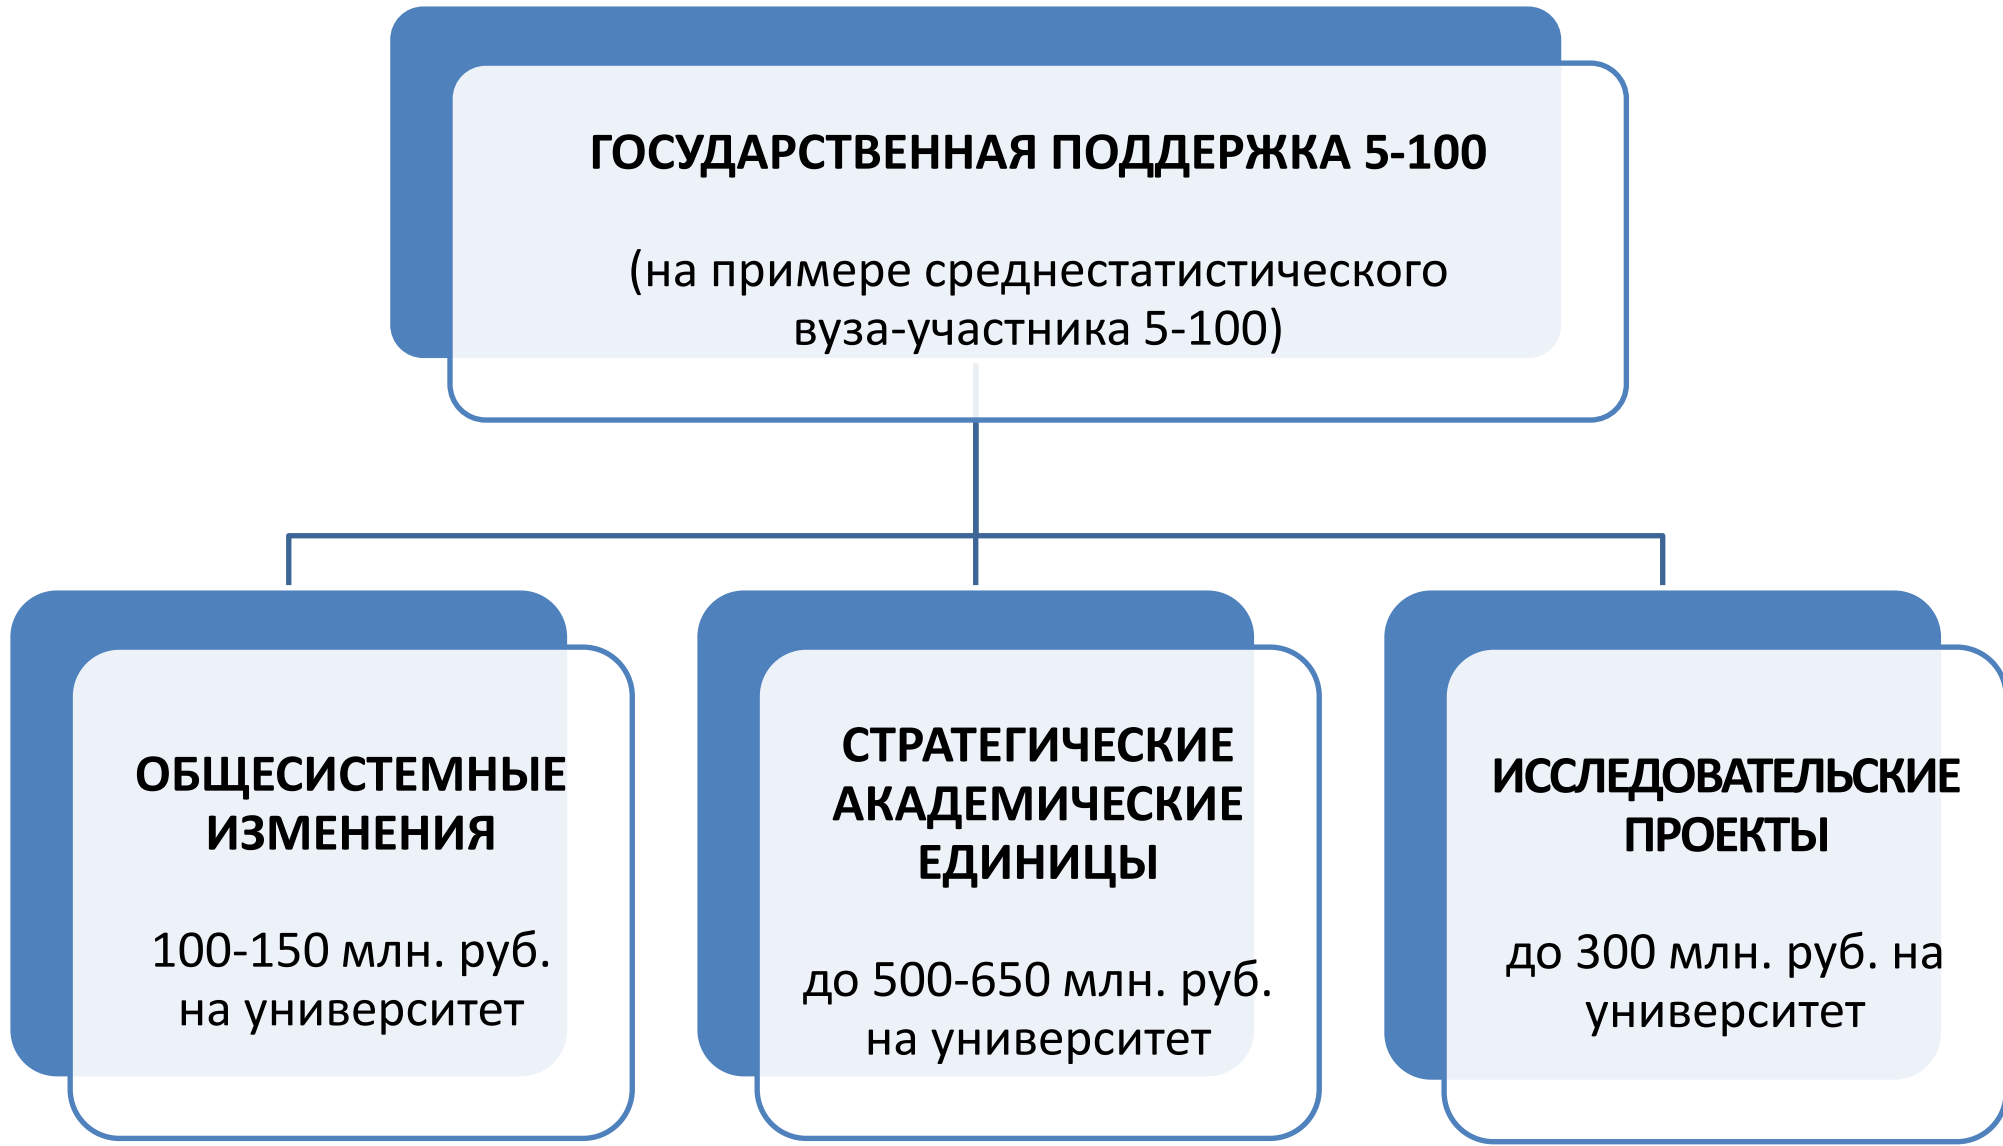 ГОСУДАРСТВЕННАЯ ПОДДЕРЖКА 5-100
(на примере среднестатистического
вуза-участника 5-100)
ОБЩЕСИСТЕМНЫЕ
ИЗМЕНЕНИЯ
100-150 млн. руб.
на университет
СТРАТЕГИЧЕСКИЕ
АКАДЕМИЧЕСКИЕ
ЕДИНИЦЫ
до 500-650 млн. руб.
на университет
ИССЛЕДОВАТЕЛЬСКИЕ
ПРОЕКТЫ
до 300 млн. руб. на
университет